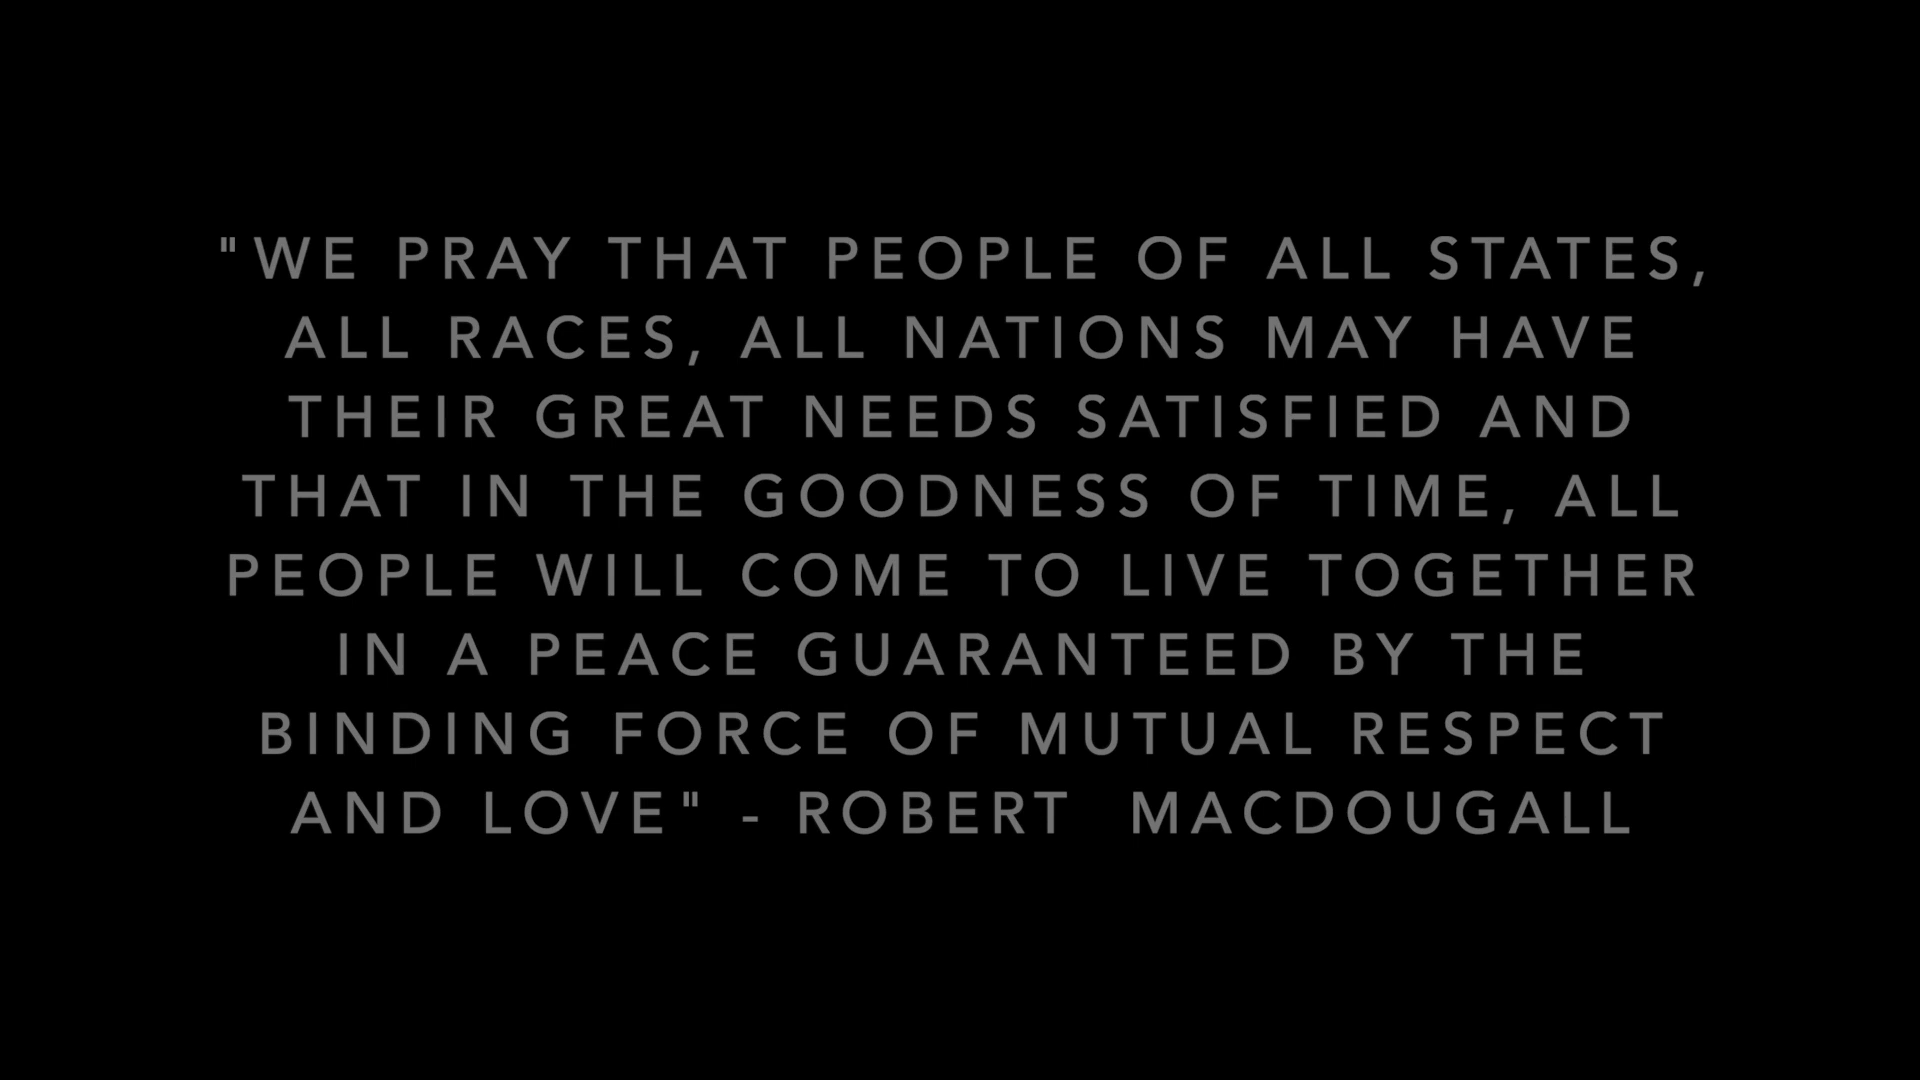 "WE PRAY THAT PEOPLE OF ALL STATES,
ALL RACES, ALL NATIONS MAY HAVE
THEIR GREAT NEEDS SATISFIED AND
THAT IN THE GOODNESS OF TIME, ALL
PEOPLE WILL COME TO LIVE TOGETHER
IN A PEACE GUARANTEED BY THE
BINDING FORCE OF MUTUAL RESPECT
AND LOVE" - ROBERT  MACDOUGALL